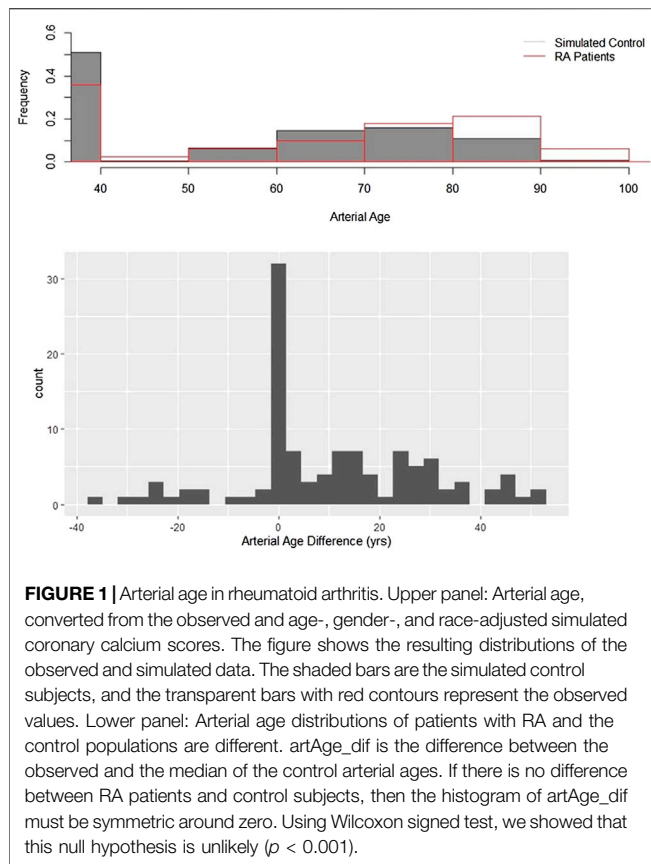 0.6
0.4
0.2
0.0
Frequency
Simulated Control
RA Patients
40 50 60 70 80 90 100
Arterial Age
30
20
10
0
count
-40 -20 0 20 40
Arterial Age Difference (yrs)
FIGURE 1 | Arterial age in rheumatoid arthritis. Upper panel: Arterial age,
converted from the observed and age-, gender-, and race-adjusted simulated
coronary calcium scores. The figure shows the resulting distributions of the
observed and simulated data. The shaded bars are the simulated control
subjects, and the transparent bars with red contours represent the observed
values. Lower panel: Arterial age distributions of patients with RA and the
control populations are different. artAge_dif is the difference between the
observed and the median of the control arterial ages. If there is no difference
between RA patients and control subjects, then the histogram of artAge_dif
must be symmetric around zero. Using Wilcoxon signed test, we showed that
this null hypothesis is unlikely (p < 0.001).